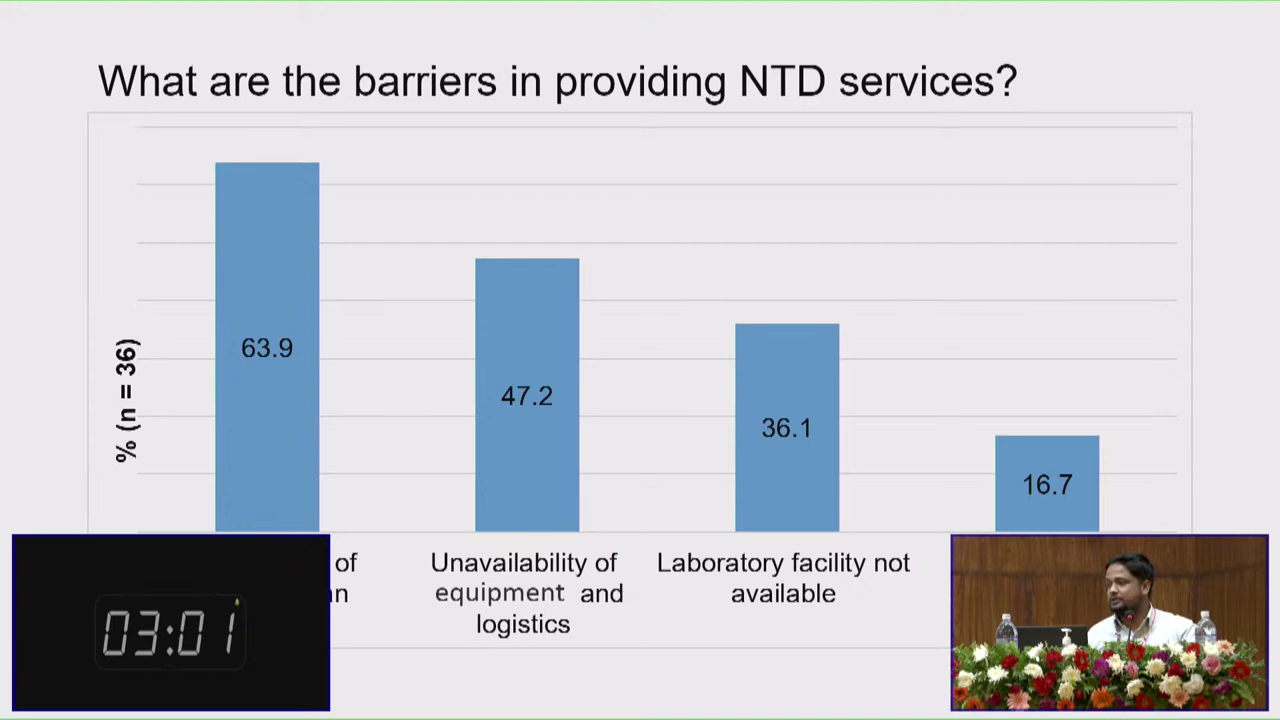 What are the barriers in providing NTD services?
% (n = 36)
63.9
47.2
36.1
16.7
of
Unavailability of
equipment and
logistics
Laboratory facility not
available
03:01